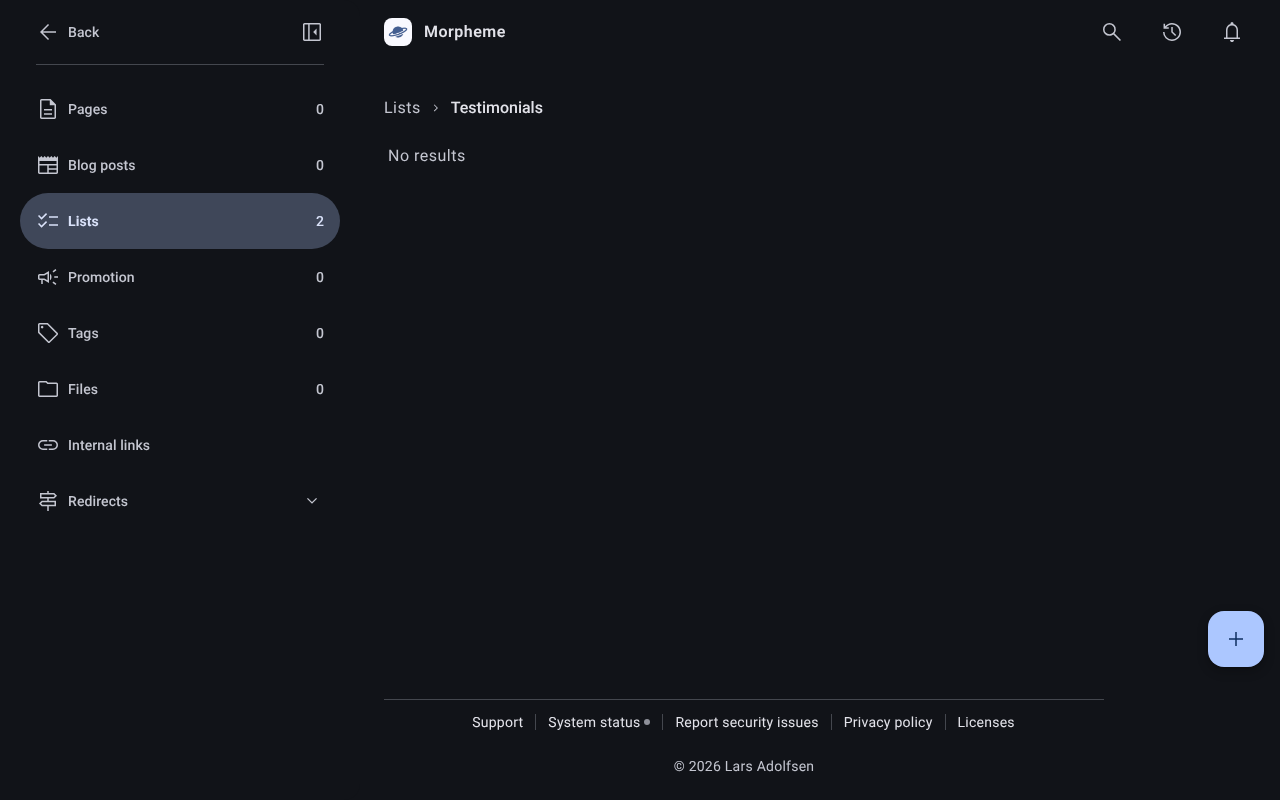 Back
Morpheme
Pages 0
Blog posts 0
Lists 2
Promotion 0
Tags 0
Files 0
Internal links
Redirects
Lists > Testimonials
No results
Support
System status
Report security issues
Privacy policy
Licenses
© 2026 Lars Adolfsen